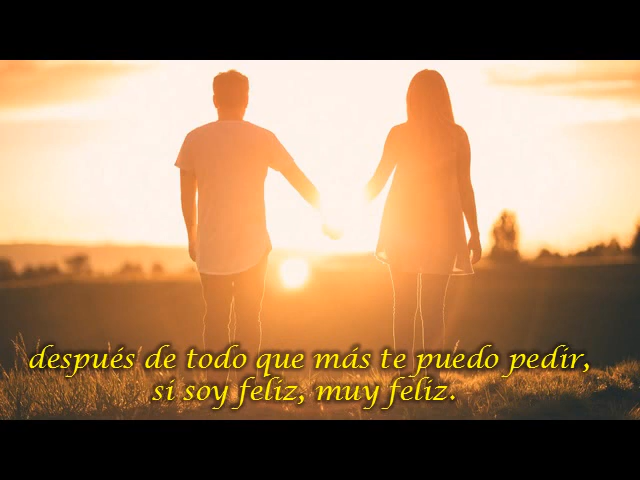 después de todo que más te puedo pedir,
si soy feliz, muy feliz.